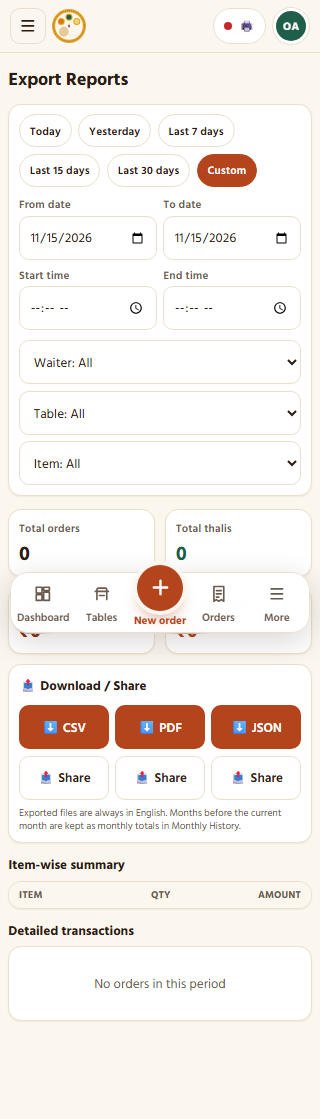 OA
Export Reports
Today Yesterday Last 7 days
Last 15 days Last 30 days Custom
From date To date
11/15/2026 11/15/2026
Start time End time
--:-- -- --:-- --
Waiter: All
Table: All
Item: All
Total orders Total thalis
0 0
Dashboard Tables New order Orders More
Download / Share
CSV PDF JSON
Share Share Share
Exported files are always in English. Months before the current
month are kept as monthly totals in Monthly History.
Item-wise summary
ITEM QTY AMOUNT
Detailed transactions
No orders in this period